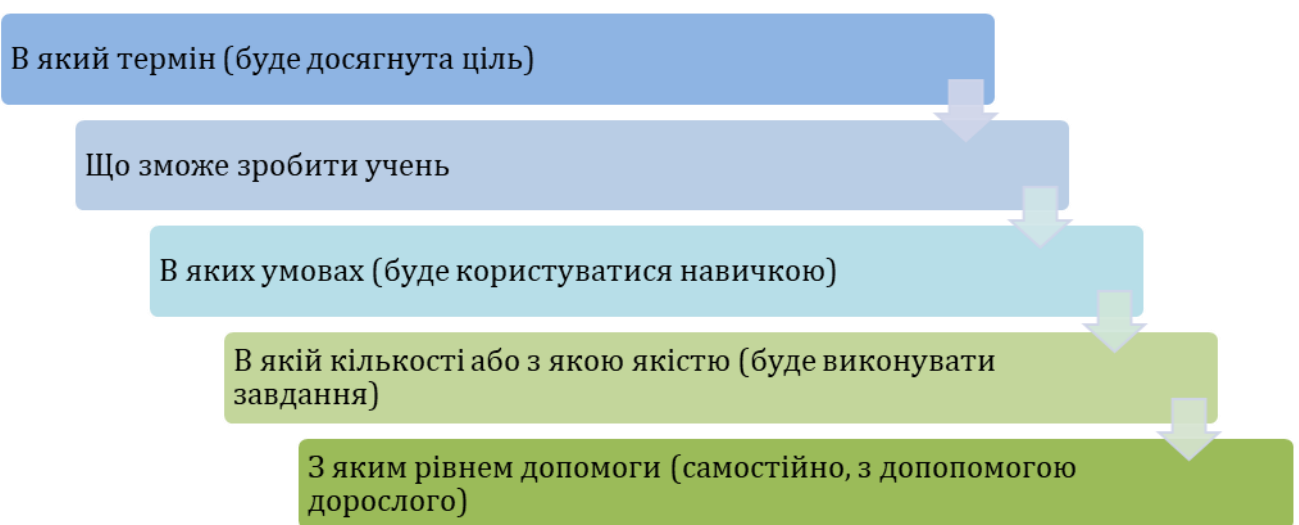 В який термін (буде досягнута ціль)
Що зможе зробити учень
В яких умовах (буде користуватися навичкою)
В якій кількості або з якою якістю (буде виконувати
завдання)
З яким рівнем допомоги (самостійно, з допопомогою
дорослого)